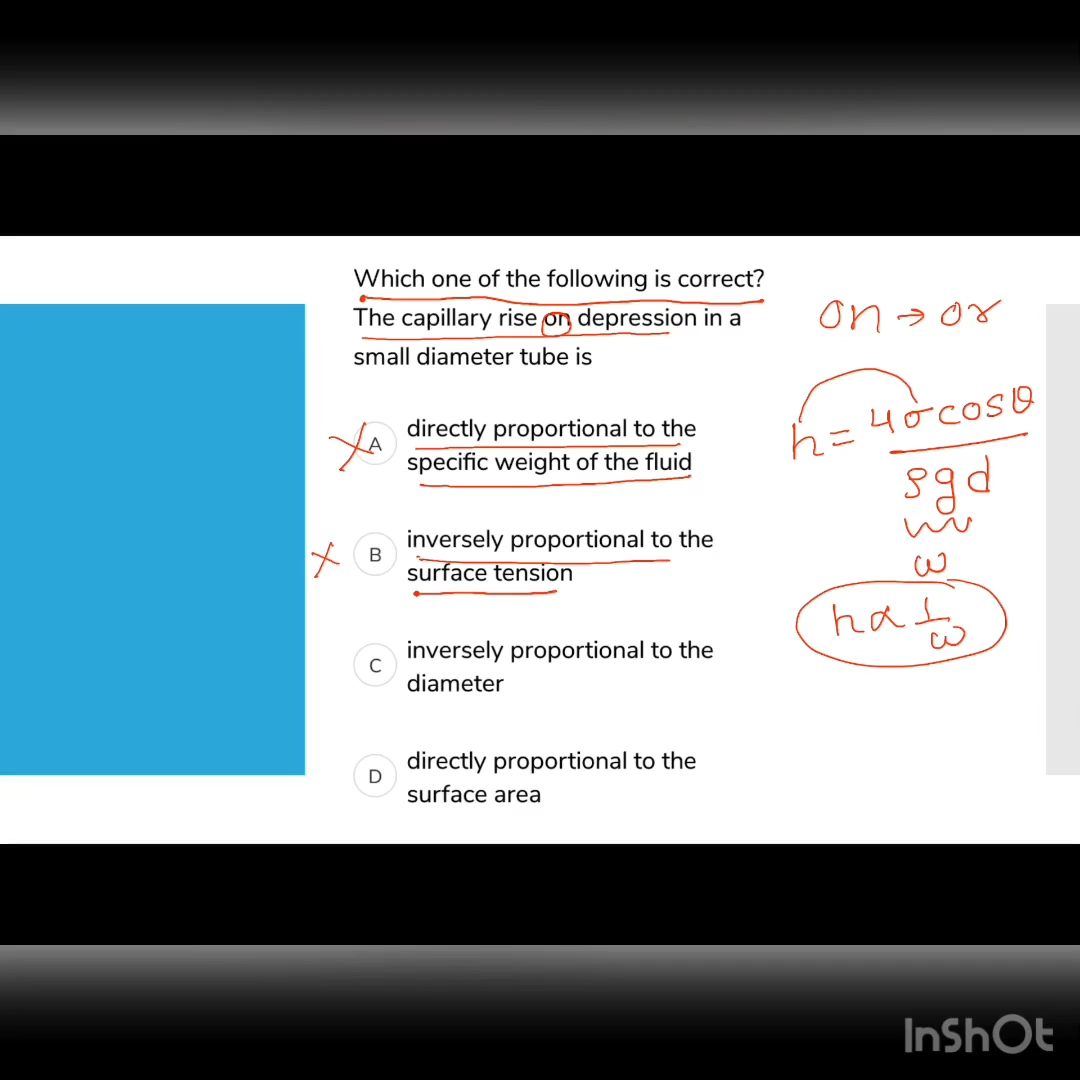 Which one of the following is correct?
The capillary rise on depression in a
small diameter tube is
A
directly proportional to the
specific weight of the fluid
B
inversely proportional to the
surface tension
C
inversely proportional to the
diameter
D
directly proportional to the
surface area
on → or
h = 4σcosθ
ρgd
ω
h ∝ 1/ω
InShOt